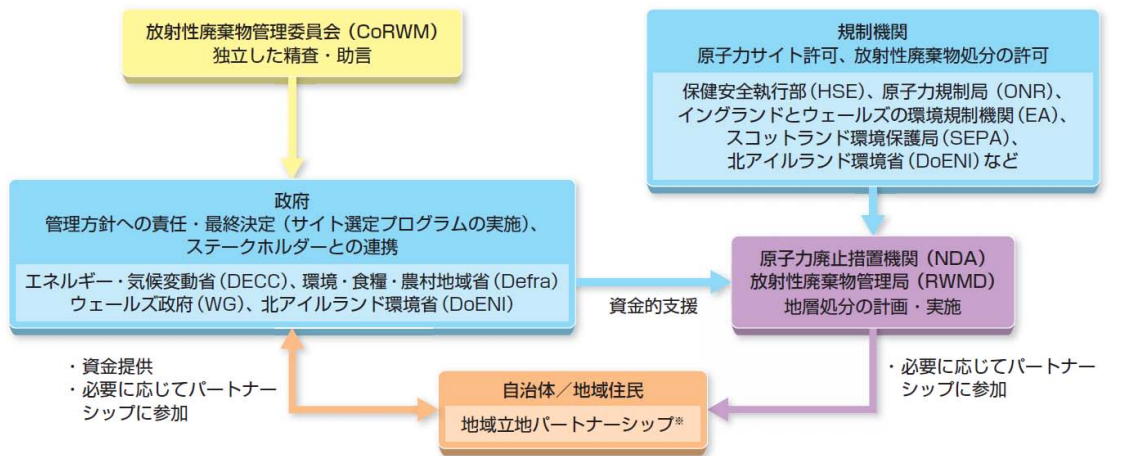 放射性廃棄物管理委員会（CoRWM）
独立した精査・助言
規制機関
原子力サイト許可、放射性廃棄物処分の許可
保健安全執行部（HSE）、原子力規制局（ONR）、
イングランドとウェールズの環境規制機関（EA）、
スコットランド環境保護局（SEPA）、
北アイルランド環境省（DoENI）など
政府
管理方針への責任・最終決定（サイト選定プログラムの実施）、
ステークホルダーとの連携
エネルギー・気候変動省（DECC）、環境・食糧・農村地域省（Defra）
ウェールズ政府（WG）、北アイルランド環境省（DoENI）
資金的支援
原子力廃止措置機関（NDA）
放射性廃棄物管理局（RWMD）
地層処分の計画・実施
・資金提供
・必要に応じてパートナー
シップに参加
自治体／地域住民
地域立地パートナーシップ※
・必要に応じてパートナー
シップに参加